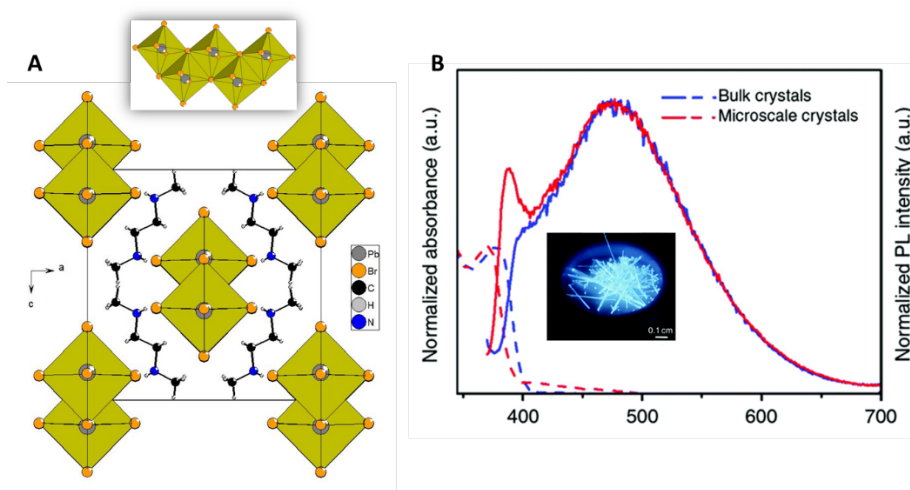 A
a
c
Pb
Br
C
H
N
B
Normalized absorbance (a.u.)
Bulk crystals
Microscale crystals
Normalized PL intensity (a.u.)
0.1 cm
400
500
600
700